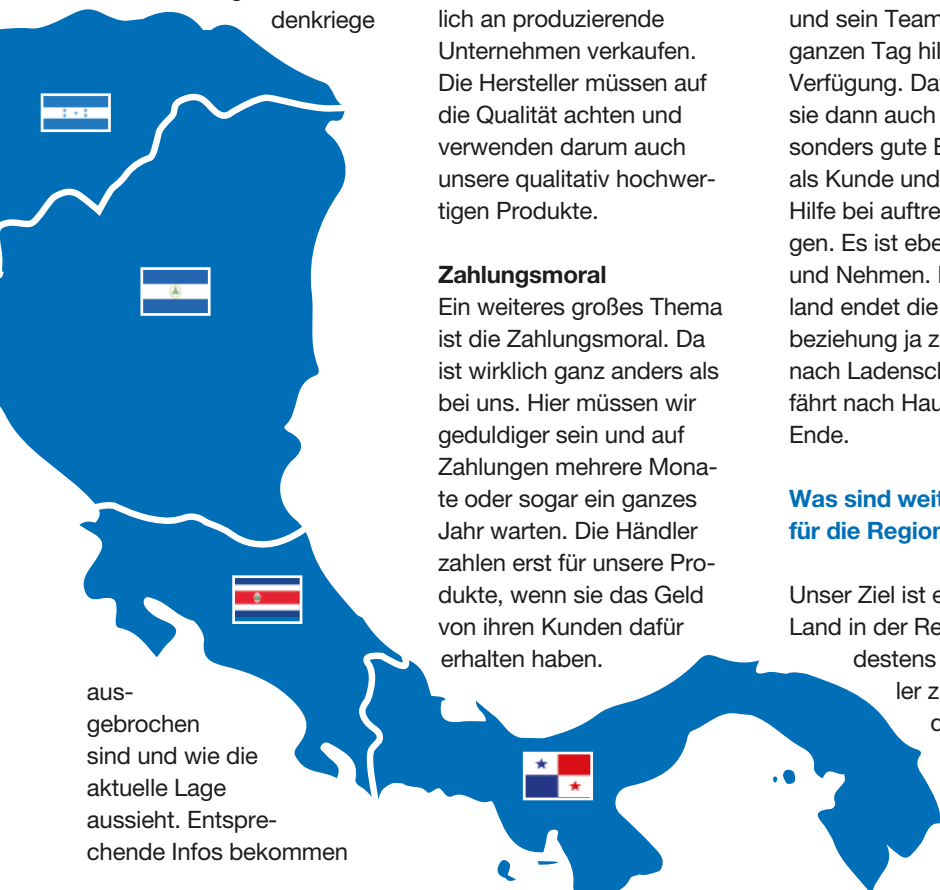 denkriege
aus-
gebrochen
sind und wie die
aktuelle Lage
aussieht. Entspre-
chende Infos bekommen
lich an produzierende
Unternehmen verkaufen.
Die Hersteller müssen auf
die Qualität achten und
verwenden darum auch
unsere qualitativ hochwer-
tigen Produkte.
Zahlungsmoral
Ein weiteres großes Thema
ist die Zahlungsmoral. Da
ist wirklich ganz anders als
bei uns. Hier müssen wir
geduldiger sein und auf
Zahlungen mehrere Mona-
te oder sogar ein ganzes
Jahr warten. Die Händler
zahlen erst für unsere Pro-
dukte, wenn sie das Geld
von ihren Kunden dafür
erhalten haben.
und sein Team
ganzen Tag hil
Verfügung. Da
sie dann auch
sonders gute
als Kunde und
Hilfe bei auftre
gen. Es ist ebe
und Nehmen.
land endet die
beziehung ja z
nach Ladensch
fährt nach Hau
Ende.
Was sind weit
für die Region
Unser Ziel ist e
Land in der Re
destens
ler z